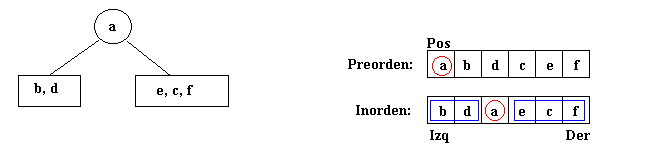 a
b, d
e, c, f
Pos
Preorden: a b d c e f
Inorden: b d a e c f
Izq Der